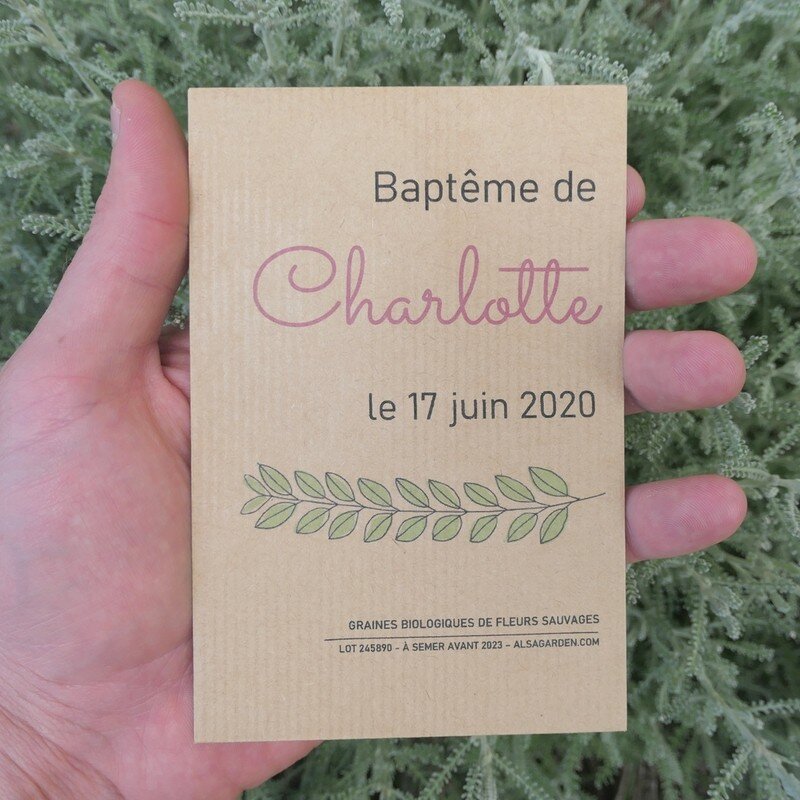 Baptême de
Charlotte
le 17 juin 2020
GRAINES BIOLOGIQUES DE FLEURS SAUVAGES
LOT 245890 - À SEMER AVANT 2023 - ALSAGARDEN.COM